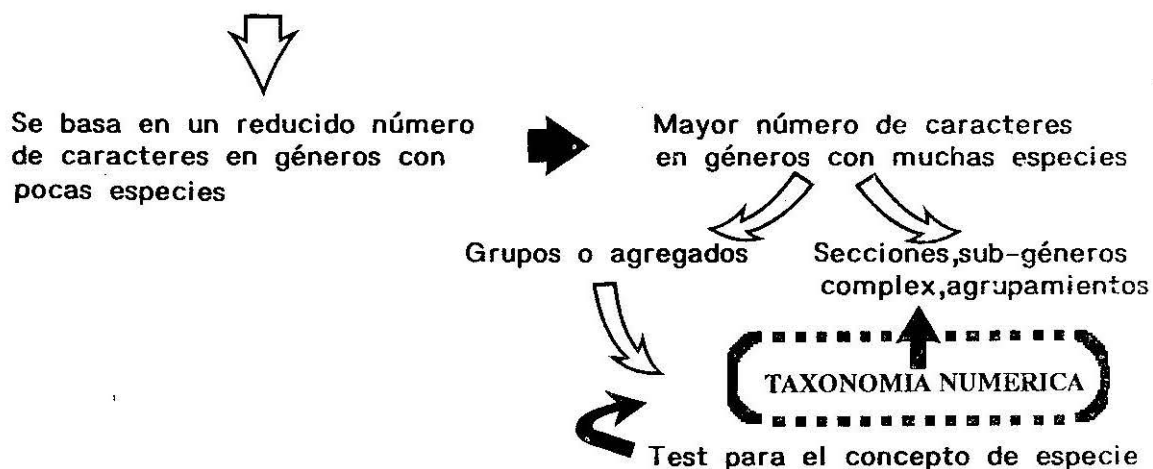 Se basa en un reducido número
de caracteres en géneros con
pocas especies
Mayor número de caracteres
en géneros con muchas especies
Grupos o agregados
Secciones,sub-géneros
complex,agrupamientos
TAXONOMIA NUMERICA
Test para el concepto de especie